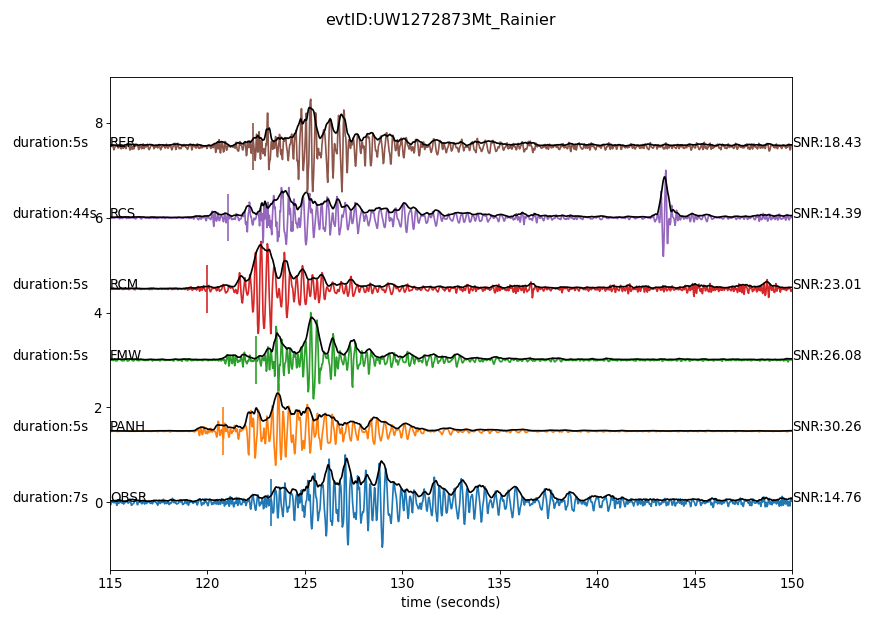 evtID:UW1272873Mt_Rainier
8
duration:5s RER SNR:18.43
duration:44s RCS SNR:14.39
6
duration:5s RCM SNR:23.01
4
duration:5s FMW SNR:26.08
2
duration:5s PANH SNR:30.26
duration:7s OBSR SNR:14.76
0
115 120 125 130 135 140 145 150
time (seconds)